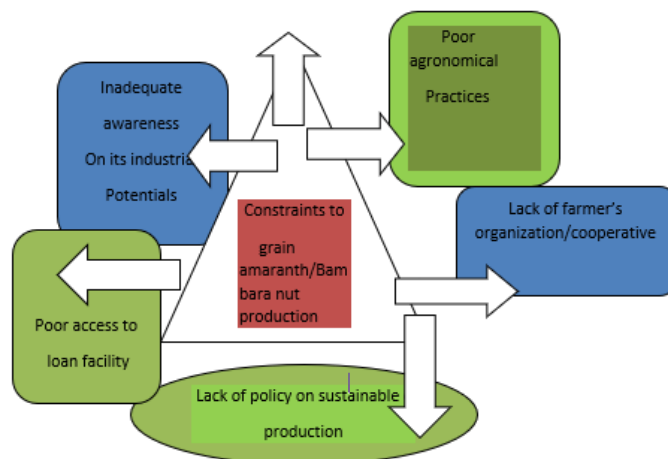 Poor
agronomical
Practices
Inadequate
awareness
On its industria
Potentials
Constraints to
grain
amaranth/Bam
bara nut
production
Lack of farmer's
organization/cooperative
Poor access to
loan facility
Lack of policy on sustainable
production